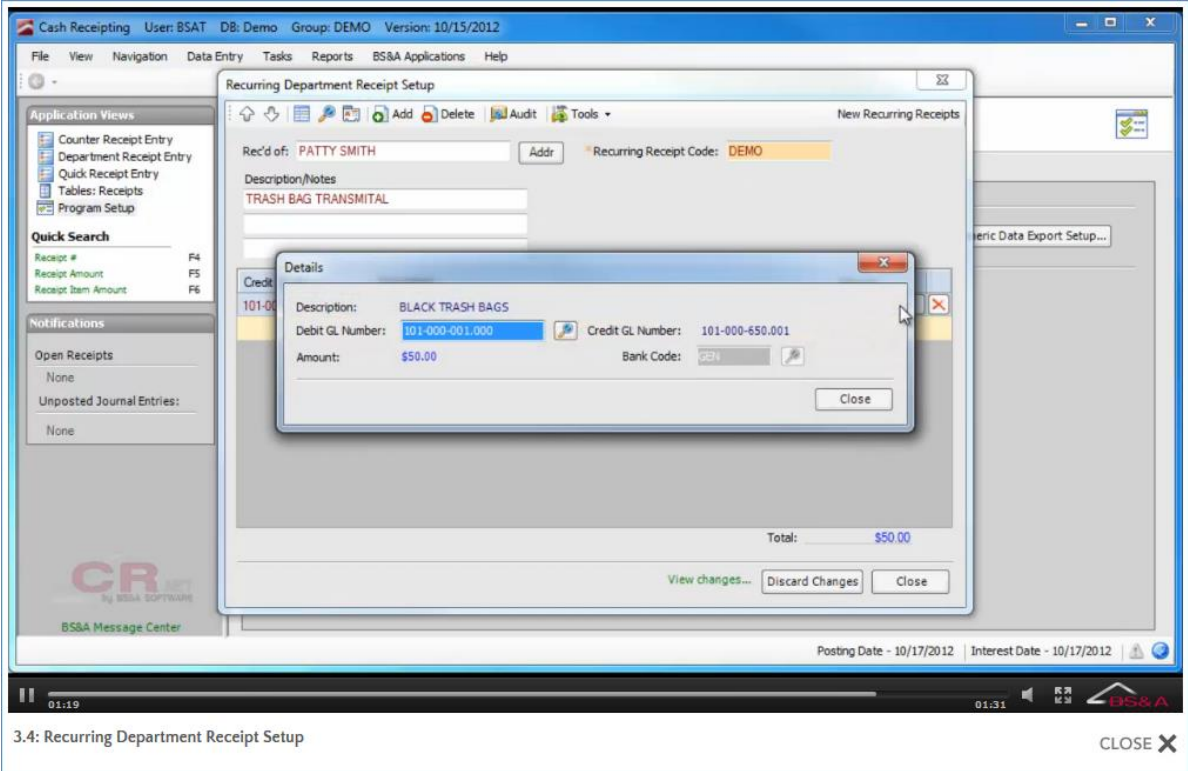 Cash Receipting User: BSAT DB: Demo Group: DEMO Version: 10/15/2012
File View Navigation Data Entry Tasks Reports BS&A Applications Help
Recurring Department Receipt Setup
Application Views
Counter Receipt Entry
Department Receipt Entry
Quick Receipt Entry
Tables: Receipts
Program Setup
Quick Search
Receipt # F4
Receipt Amount F5
Receipt Item Amount F6
Notifications
Open Receipts
None
Unposted Journal Entries:
None
CR
by BS&A SOFTWARE
BS&A Message Center
Add Delete Audit Tools New Recurring Receipts
Rec'd of: PATTY SMITH Addr *Recurring Receipt Code: DEMO
Description/Notes
TRASH BAG TRANSMITAL
Credit
101-00
Details
Description: BLACK TRASH BAGS
Debit GL Number: 101-000-001.000 Credit GL Number: 101-000-650.001
Amount: $50.00 Bank Code: GEN
Close
Total: $50.00
View changes... Discard Changes Close
neric Data Export Setup...
Posting Date - 10/17/2012 Interest Date - 10/17/2012
01:19 01:31 BS&A
3.4: Recurring Department Receipt Setup
CLOSE